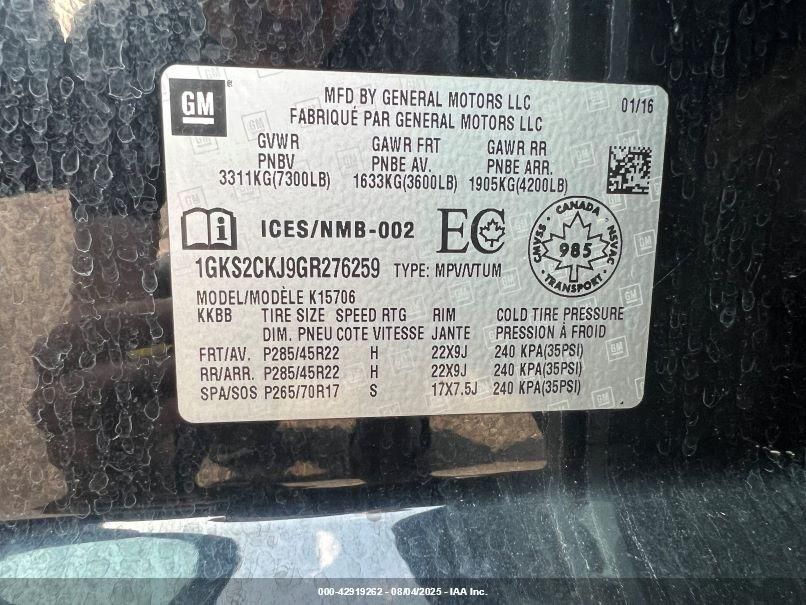 GM ® MFD BY GENERAL MOTORS LLC 01/16
FABRIQUÉ PAR GENERAL MOTORS LLC
GVWR GAWR FRT GAWR RR
PNBV PNBE AV. PNBE ARR.
3311KG(7300LB) 1633KG(3600LB) 1905KG(4200LB)
ICES/NMB-002 EC CANADA CMVSS 985 NSVAC TRANSPORT
1GKS2CKJ9GR276259 TYPE: MPV/VTUM
MODEL/MODÈLE K15706
KKBB TIRE SIZE SPEED RTG RIM COLD TIRE PRESSURE
DIM. PNEU COTE VITESSE JANTE PRESSION À FROID
FRT/AV. P285/45R22 H 22X9J 240 KPA(35PSI)
RR/ARR. P285/45R22 H 22X9J 240 KPA(35PSI)
SPA/SOS P265/70R17 S 17X7.5J 240 KPA(35PSI)
000-42919262 - 08/04/2025 - IAA Inc.